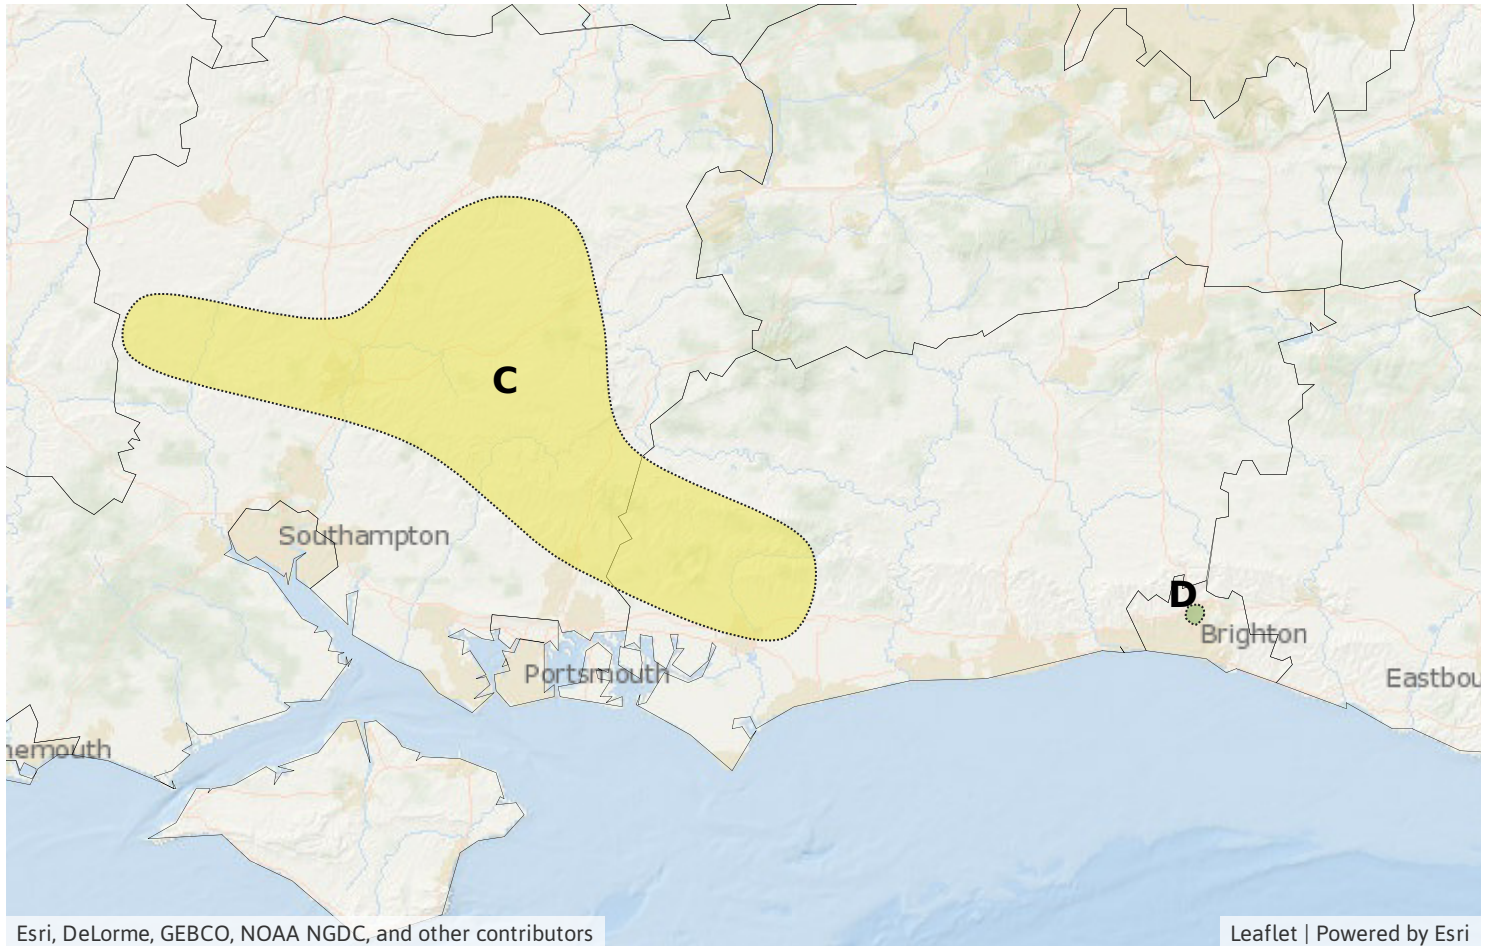 C
Southampton
D
Brighton
Portsmouth
Eastbou
nemouth
Esri, DeLorme, GEBCO, NOAA NGDC, and other contributors
Leaflet | Powered by Esri